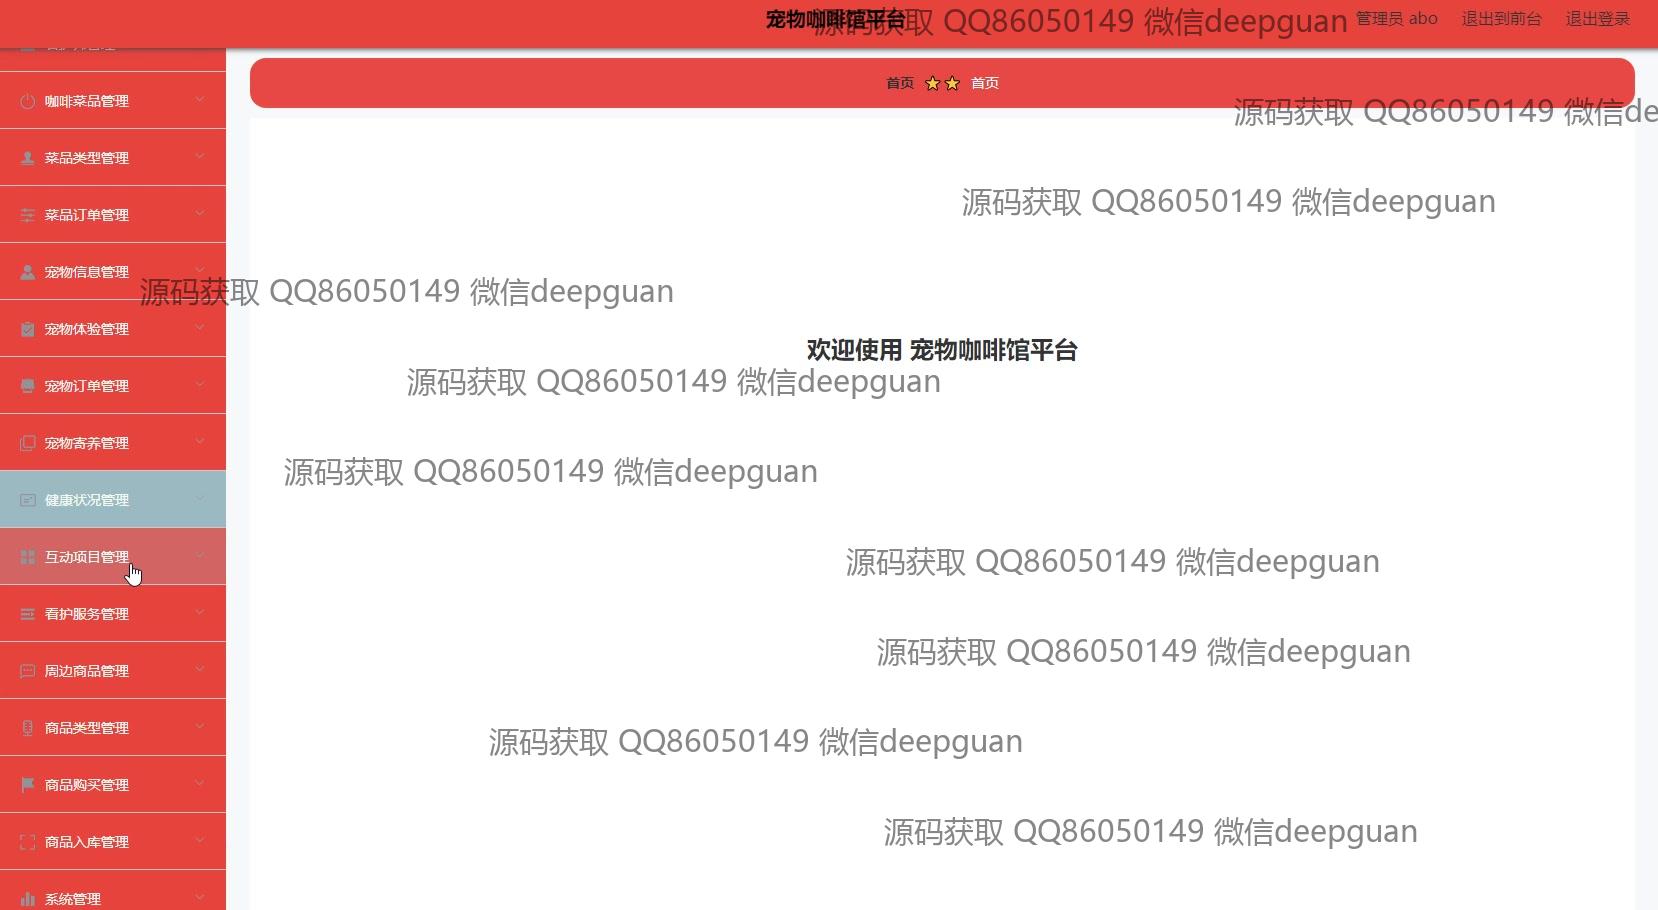 宠物咖啡馆平台
源码获取 QQ86050149 微信deepguan
管理员 abo
退出到前台
退出登录
首页
首页
源码获取 QQ86050149 微信de
咖啡菜品管理
菜品类型管理
源码获取 QQ86050149 微信deepguan
菜品订单管理
宠物信息管理
源码获取 QQ86050149 微信deepguan
宠物体验管理
欢迎使用 宠物咖啡馆平台
宠物订单管理
源码获取 QQ86050149 微信deepguan
宠物寄养管理
源码获取 QQ86050149 微信deepguan
健康状况管理
互动项目管理
源码获取 QQ86050149 微信deepguan
看护服务管理
源码获取 QQ86050149 微信deepguan
周边商品管理
商品类型管理
源码获取 QQ86050149 微信deepguan
商品购买管理
源码获取 QQ86050149 微信deepguan
商品入库管理
系统管理